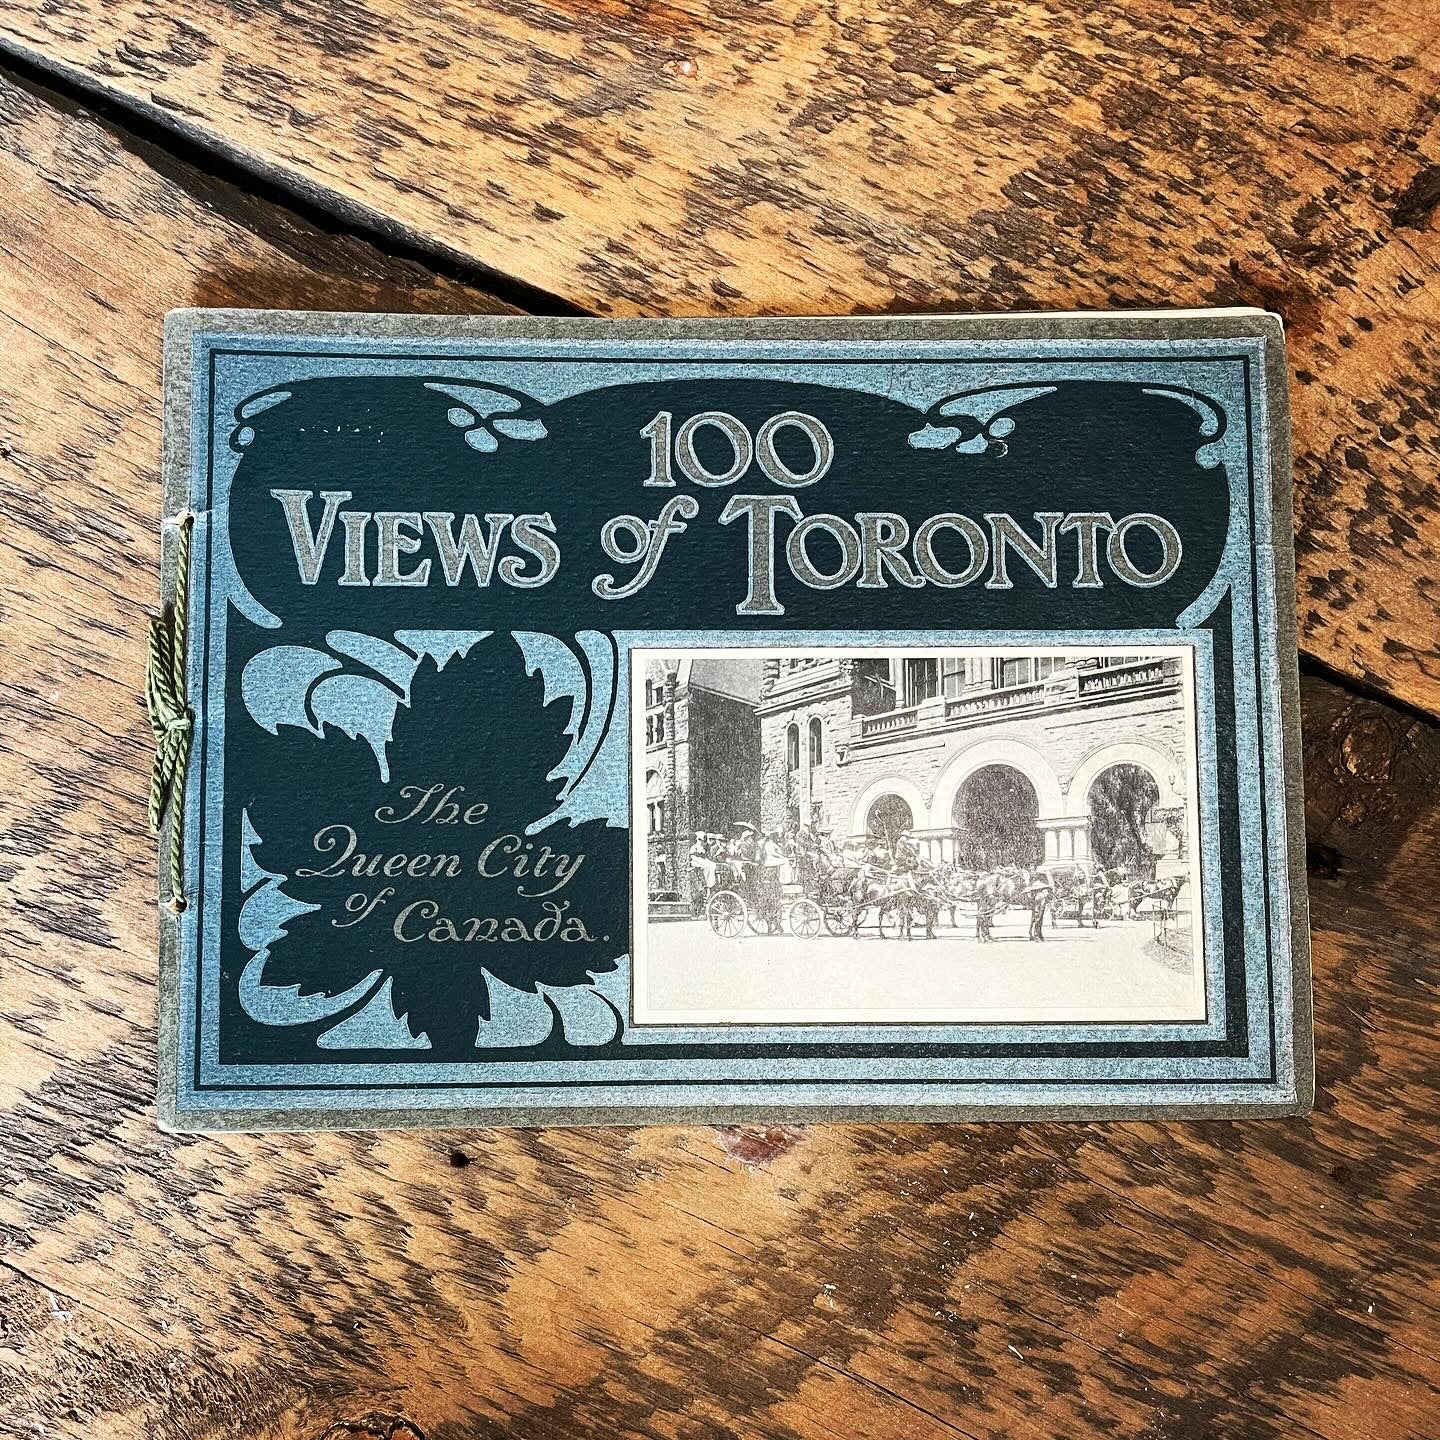 100
VIEWS of TORONTO
The
Queen City
of
Canada.